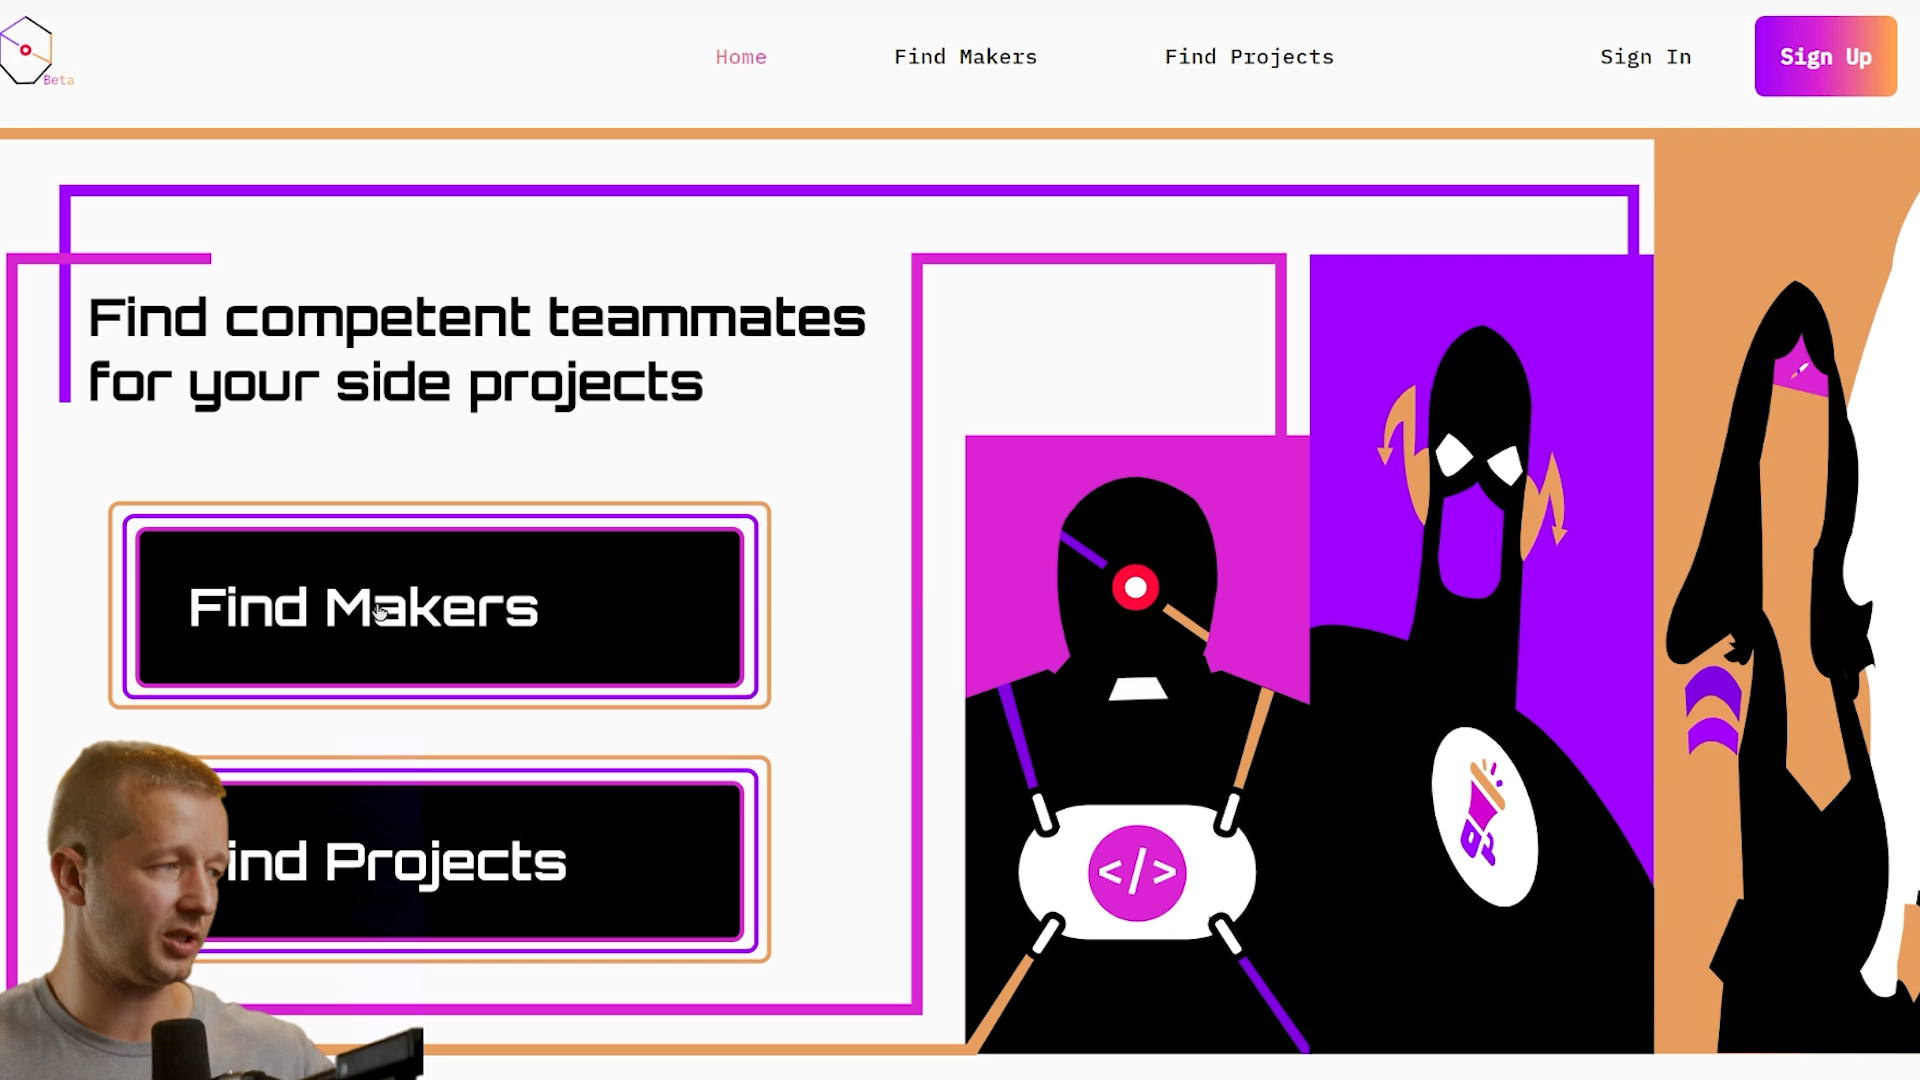 Beta
Home
Find Makers
Find Projects
Sign In
Sign Up
Find competent teammates
for your side projects
Find Makers
ind Projects
</>